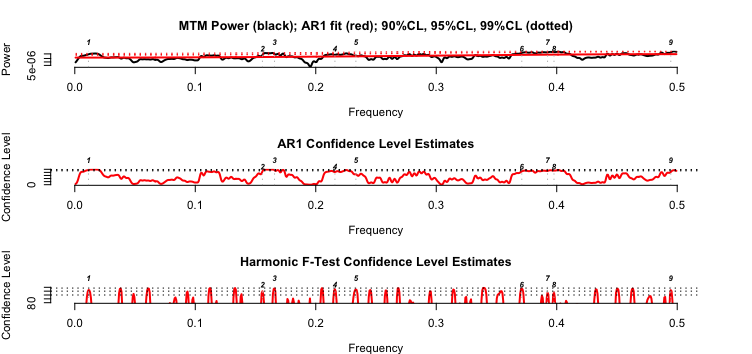 MTM Power (black); AR1 fit (red); 90%CL, 95%CL, 99%CL (dotted)
Power
5e-06
1 2 3 4 5 6 7 8 9
0.0 0.1 0.2 0.3 0.4 0.5
Frequency
AR1 Confidence Level Estimates
Confidence Level
0
1 2 3 4 5 6 7 8 9
0.0 0.1 0.2 0.3 0.4 0.5
Frequency
Harmonic F-Test Confidence Level Estimates
Confidence Level
80
1 2 3 4 5 6 7 8 9
0.0 0.1 0.2 0.3 0.4 0.5
Frequency